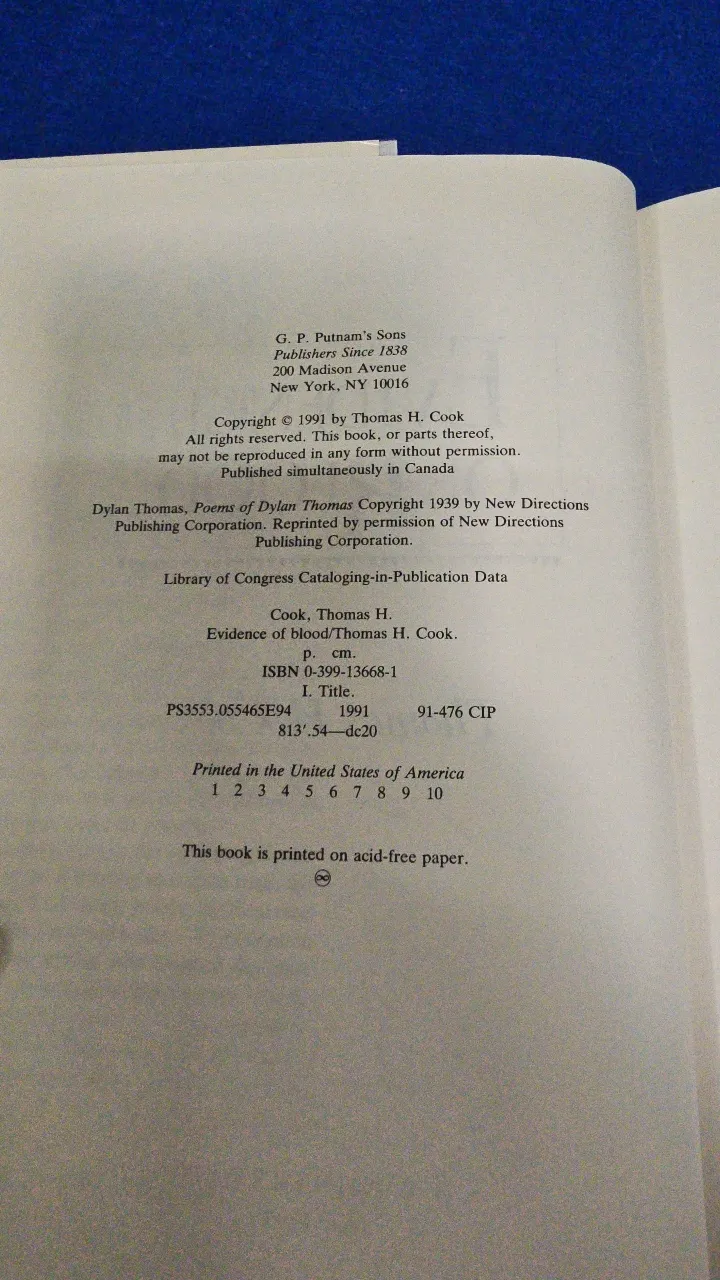 G. P. Putnam's Sons
Publishers Since 1838
200 Madison Avenue
New York, NY 10016
Copyright © 1991 by Thomas H. Cook
All rights reserved. This book, or parts thereof,
may not be reproduced in any form without permission.
Published simultaneously in Canada
Dylan Thomas, Poems of Dylan Thomas Copyright 1939 by New Directions
Publishing Corporation. Reprinted by permission of New Directions
Publishing Corporation.
Library of Congress Cataloging-in-Publication Data
Cook, Thomas H.
Evidence of blood/Thomas H. Cook.
p. cm.
ISBN 0-399-13668-1
I. Title.
PS3553.055465E94 1991 91-476 CIP
813′.54—dc20
Printed in the United States of America
1 2 3 4 5 6 7 8 9 10
This book is printed on acid-free paper.
♾